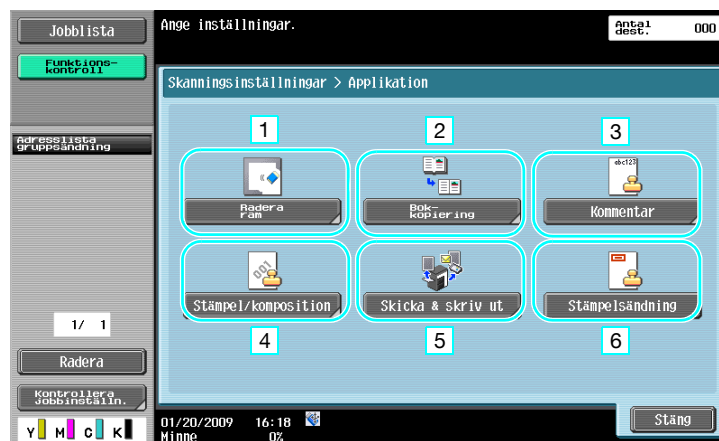 Jobblista
Ange inställningar.
Antal
dest.
000
Funktions-
kontroll
Skanningsinställningar > Applikation
1
2
3
Adresslista
gruppsändning
abc123
Radera
ram
Bok-
kopiering
Kommentar
001
Stämpel/komposition
Skicka & skriv ut
Stämpelsändning
4
5
6
1/ 1
Radera
Kontrollera
Jobbinställn.
01/20/2009 16:18
Minne 0%
Stäng
Y M C K